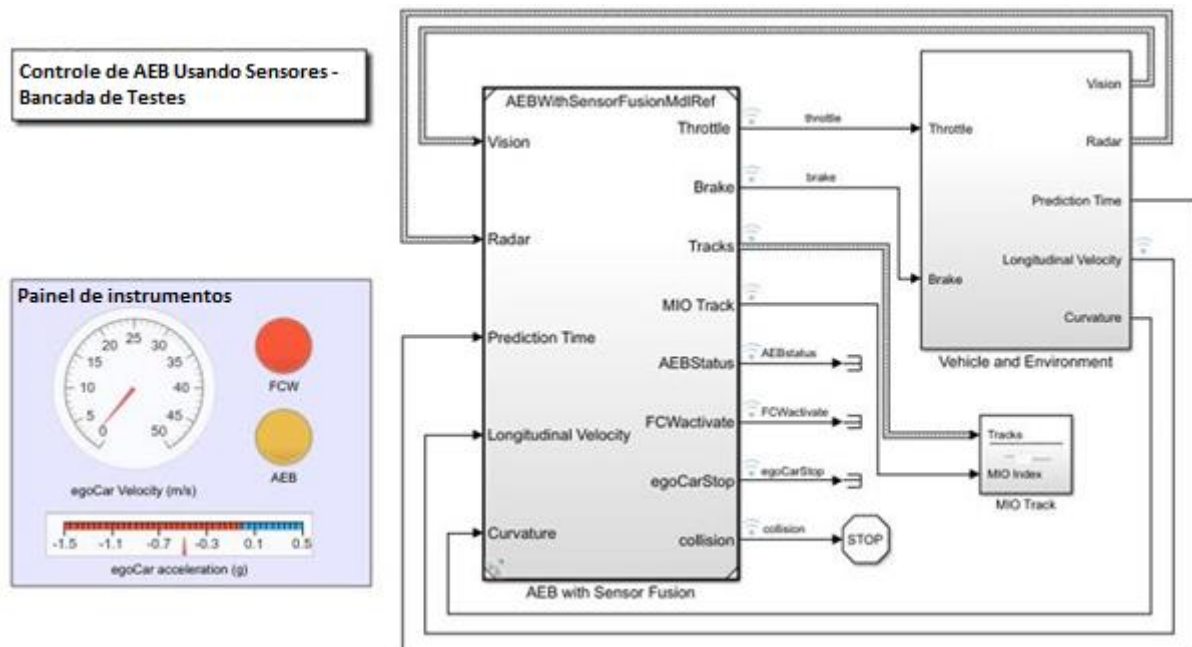 Controle de AEB Usando Sensores -
Bancada de Testes
Painel de instrumentos
0
5
10
15
20
25
30
35
40
45
50
egoCar Velocity (m/s)
FCW
AEB
-1.5
-1.1
-0.7
-0.3
0.1
0.5
egoCar acceleration (g)
AEBWithSensorFusionMdlRef
Vision
Radar
Prediction Time
Longitudinal Velocity
Curvature
Throttle
Brake
Tracks
MIO Track
AEBStatus
FCWactivate
egoCarStop
collision
AEB with Sensor Fusion
throttle
brake
AEBstatus
FCWactivate
egoCarStop
collision
STOP
Throttle
Brake
Vision
Radar
Prediction Time
Longitudinal Velocity
Curvature
Vehicle and Environment
Tracks
MIO Index
MIO Track